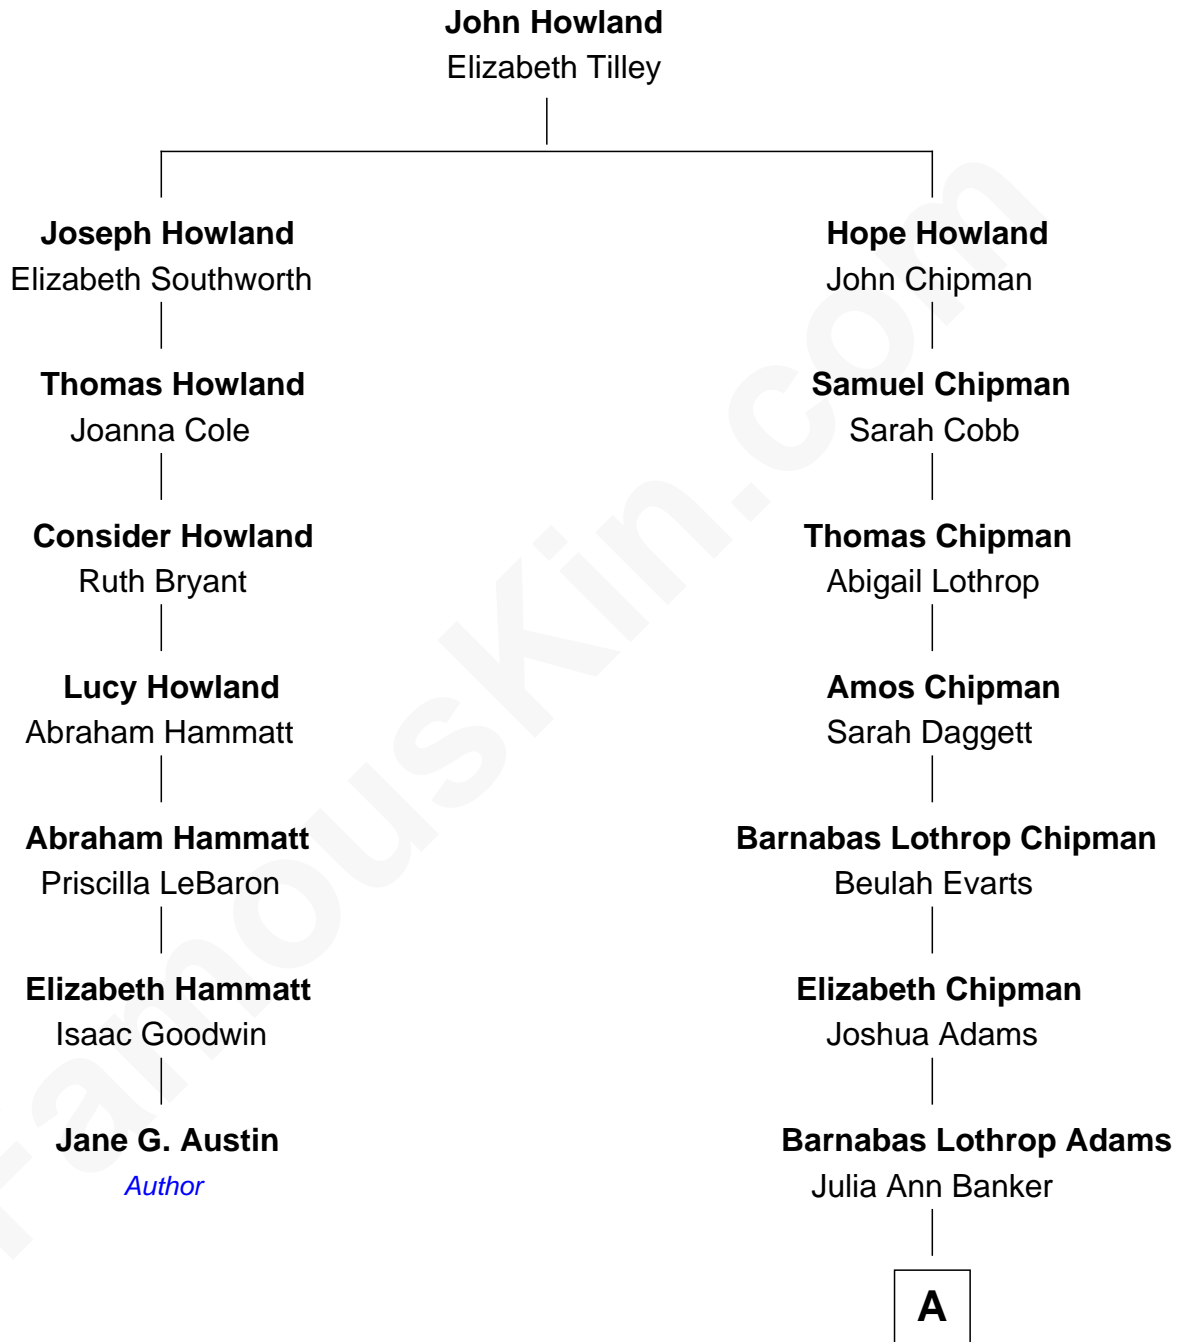 John Howland
Elizabeth Tilley
Joseph Howland
Elizabeth Southworth
Thomas Howland
Joanna Cole
Consider Howland
Ruth Bryant
Lucy Howland
Abraham Hammatt
Abraham Hammatt
Priscilla LeBaron
Elizabeth Hammatt
Isaac Goodwin
Jane G. Austin
Author
Hope Howland
John Chipman
Samuel Chipman
Sarah Cobb
Thomas Chipman
Abigail Lothrop
Amos Chipman
Sarah Daggett
Barnabas Lothrop Chipman
Beulah Evarts
Elizabeth Chipman
Joshua Adams
Barnabas Lothrop Adams
Julia Ann Banker
A
FamousKin.com